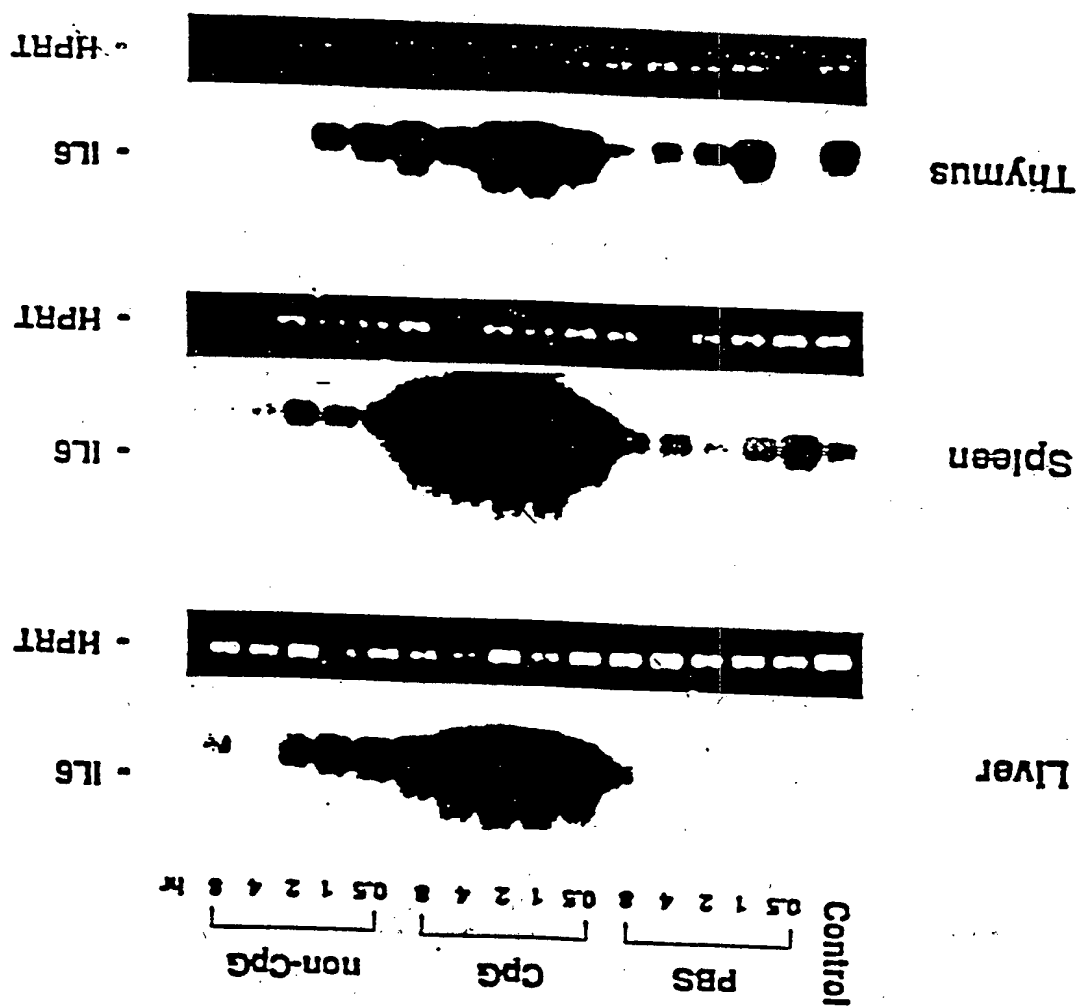 Control
PBS
CpG
non-CpG
0.5 1 2 4 8 0.5 1 2 4 8 0.5 1 2 4 8 hr
Liver
- IL6
- HPRT
Spleen
- IL6
- HPRT
Thymus
- IL6
- HPRT